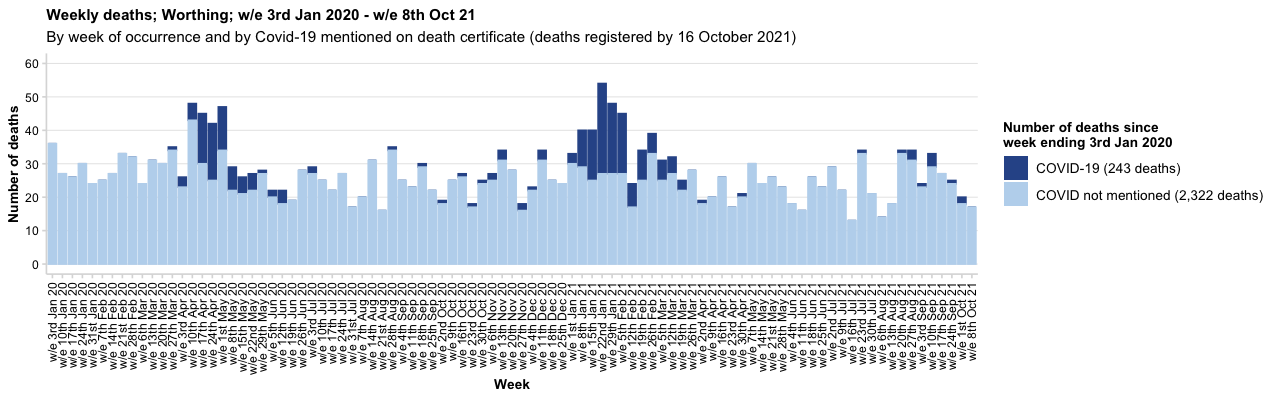 Weekly deaths; Worthing; w/e 3rd Jan 2020 - w/e 8th Oct 21
By week of occurrence and by Covid-19 mentioned on death certificate (deaths registered by 16 October 2021)
Number of deaths
60
50
40
30
20
10
0
Number of deaths since
week ending 3rd Jan 2020
COVID-19 (243 deaths)
COVID not mentioned (2,322 deaths)
w/e 3rd Jan 20
w/e 10th Jan 20
w/e 17th Jan 20
w/e 24th Jan 20
w/e 31st Jan 20
w/e 7th Feb 20
w/e 14th Feb 20
w/e 21st Feb 20
w/e 28th Feb 20
w/e 6th Mar 20
w/e 13th Mar 20
w/e 20th Mar 20
w/e 27th Mar 20
w/e 3rd Apr 20
w/e 10th Apr 20
w/e 17th Apr 20
w/e 24th Apr 20
w/e 1st May 20
w/e 8th May 20
w/e 15th May 20
w/e 22nd May 20
w/e 29th May 20
w/e 5th Jun 20
w/e 12th Jun 20
w/e 19th Jun 20
w/e 26th Jun 20
w/e 3rd Jul 20
w/e 10th Jul 20
w/e 17th Jul 20
w/e 24th Jul 20
w/e 31st Jul 20
w/e 7th Aug 20
w/e 14th Aug 20
w/e 21st Aug 20
w/e 28th Aug 20
w/e 4th Sep 20
w/e 11th Sep 20
w/e 18th Sep 20
w/e 25th Sep 20
w/e 2nd Oct 20
w/e 9th Oct 20
w/e 16th Oct 20
w/e 23rd Oct 20
w/e 30th Oct 20
w/e 6th Nov 20
w/e 13th Nov 20
w/e 20th Nov 20
w/e 27th Nov 20
w/e 4th Dec 20
w/e 11th Dec 20
w/e 18th Dec 20
w/e 25th Dec 20
w/e 1st Jan 21
w/e 8th Jan 21
w/e 15th Jan 21
w/e 22nd Jan 21
w/e 29th Jan 21
w/e 5th Feb 21
w/e 12th Feb 21
w/e 19th Feb 21
w/e 26th Feb 21
w/e 5th Mar 21
w/e 12th Mar 21
w/e 19th Mar 21
w/e 26th Mar 21
w/e 2nd Apr 21
w/e 9th Apr 21
w/e 16th Apr 21
w/e 23rd Apr 21
w/e 30th Apr 21
w/e 7th May 21
w/e 14th May 21
w/e 21st May 21
w/e 28th May 21
w/e 4th Jun 21
w/e 11th Jun 21
w/e 18th Jun 21
w/e 25th Jun 21
w/e 2nd Jul 21
w/e 9th Jul 21
w/e 16th Jul 21
w/e 23rd Jul 21
w/e 30th Jul 21
w/e 6th Aug 21
w/e 13th Aug 21
w/e 20th Aug 21
w/e 27th Aug 21
w/e 3rd Sep 21
w/e 10th Sep 21
w/e 17th Sep 21
w/e 24th Sep 21
w/e 1st Oct 21
w/e 8th Oct 21
Week